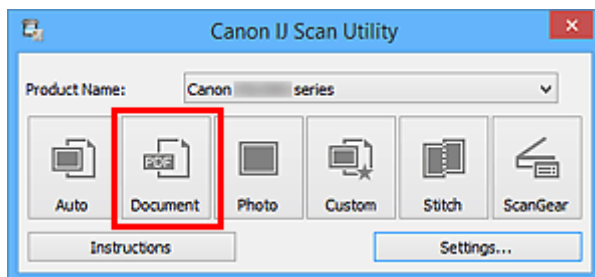 Canon IJ Scan Utility
Product Name: Canon series
PDF
Auto Document Photo Custom Stitch ScanGear
Instructions Settings...